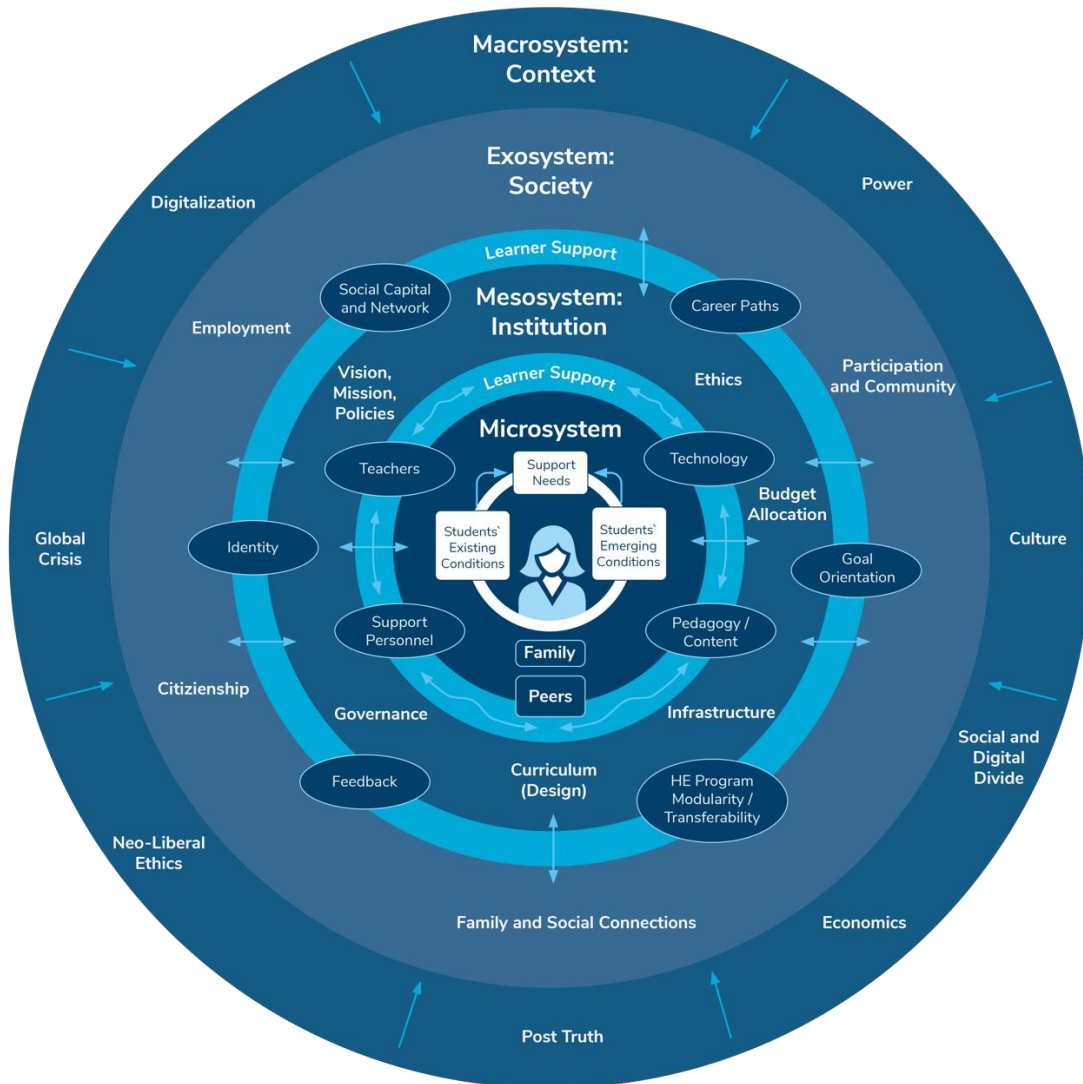 Macrosystem:
Context
Exosystem:
Society
Power
Digitalization
Learner Support
Social Capital
and Network
Career Paths
Mesosystem:
Institution
Employment
Participation
and Community
Vision,
Mission,
Policies
Learner Support
Ethics
Microsystem
Teachers
Support
Needs
Technology
Budget
Allocation
Students`
Existing
Conditions
Students`
Emerging
Conditions
Global
Crisis
Identity
Goal
Orientation
Culture
Support
Personnel
Pedagogy /
Content
Family
Peers
Citizienship
Governance
Infrastructure
Social and
Digital
Divide
Curriculum
(Design)
Feedback
HE Program
Modularity /
Transferability
Neo-Liberal
Ethics
Family and Social Connections
Economics
Post Truth